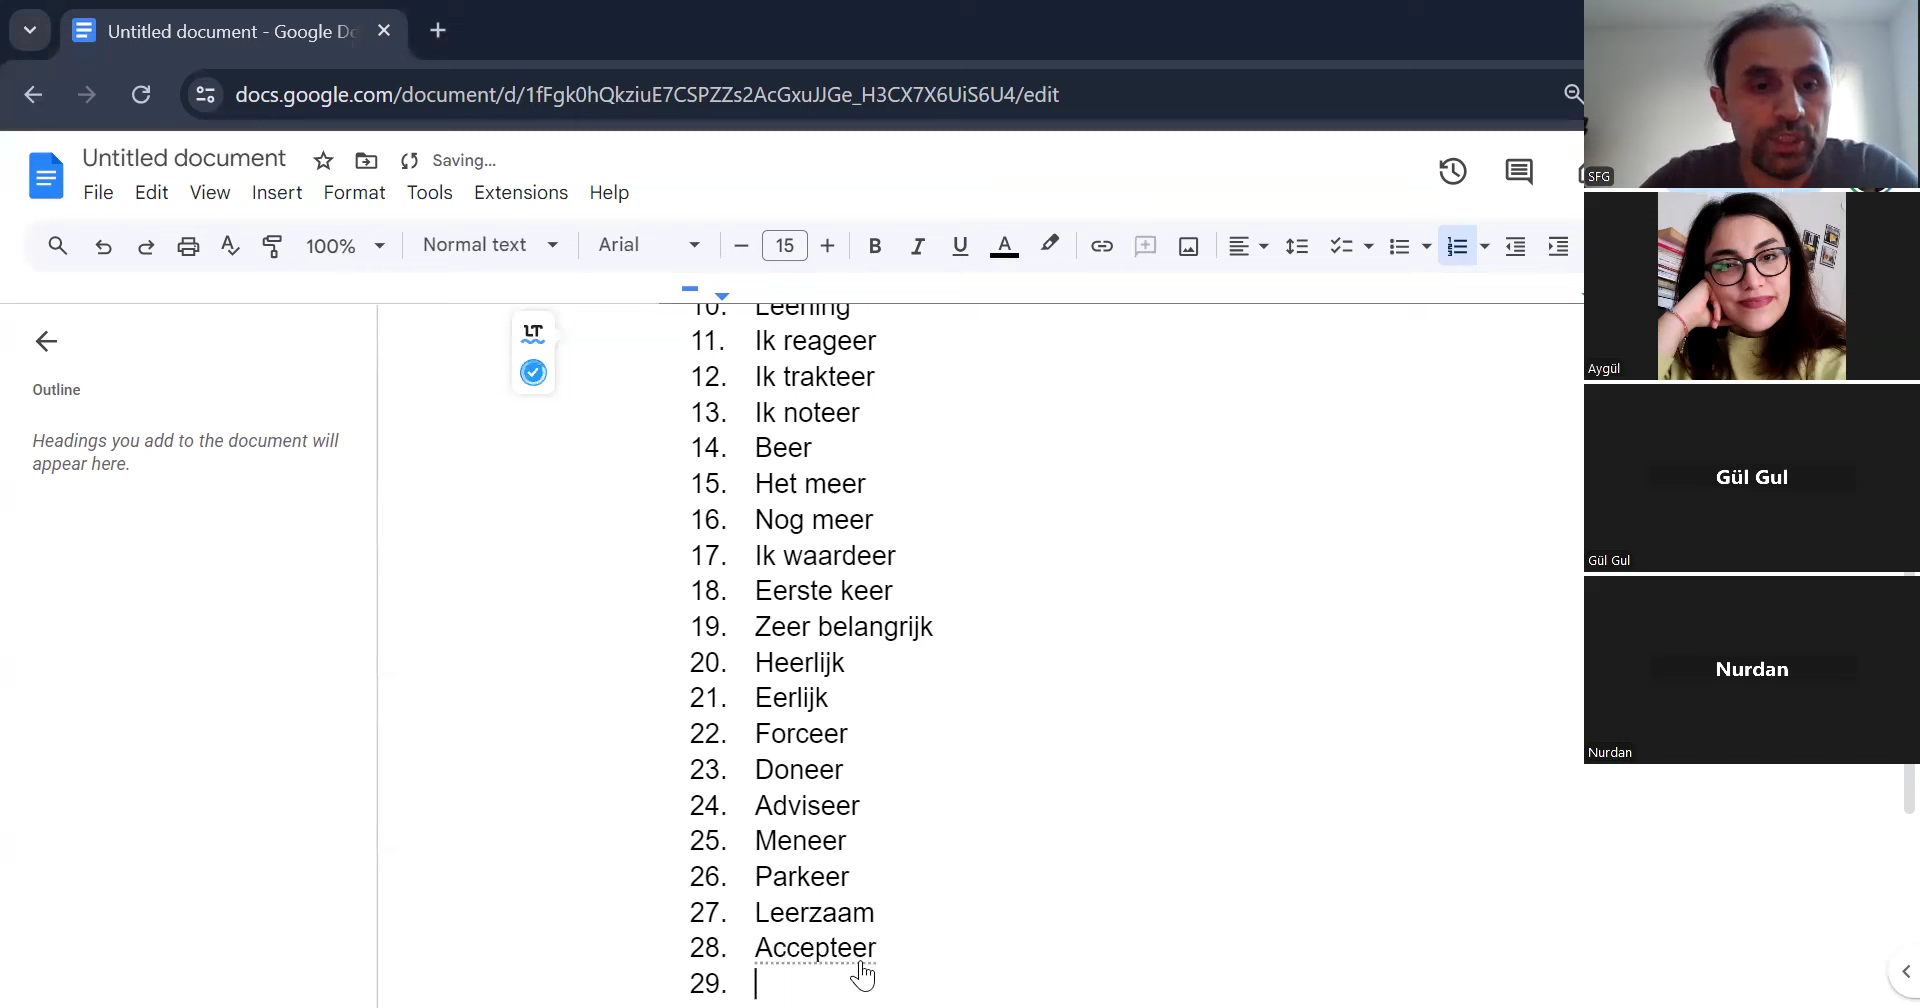 Untitled document - Google Do
docs.google.com/document/d/1fFgk0hQkziuE7CSPZZs2AcGxuJJGe_H3CX7X6UiS6U4/edit
SFG
Untitled document
Saving...
File Edit View Insert Format Tools Extensions Help
100% Normal text Arial 15 B I U A
Outline
Headings you add to the document will
appear here.
LT
10. Leerling
11. Ik reageer
12. Ik trakteer
13. Ik noteer
14. Beer
15. Het meer
16. Nog meer
17. Ik waardeer
18. Eerste keer
19. Zeer belangrijk
20. Heerlijk
21. Eerlijk
22. Forceer
23. Doneer
24. Adviseer
25. Meneer
26. Parkeer
27. Leerzaam
28. Accepteer
29.
Aygül
Gül Gul
Gül Gul
Nurdan
Nurdan